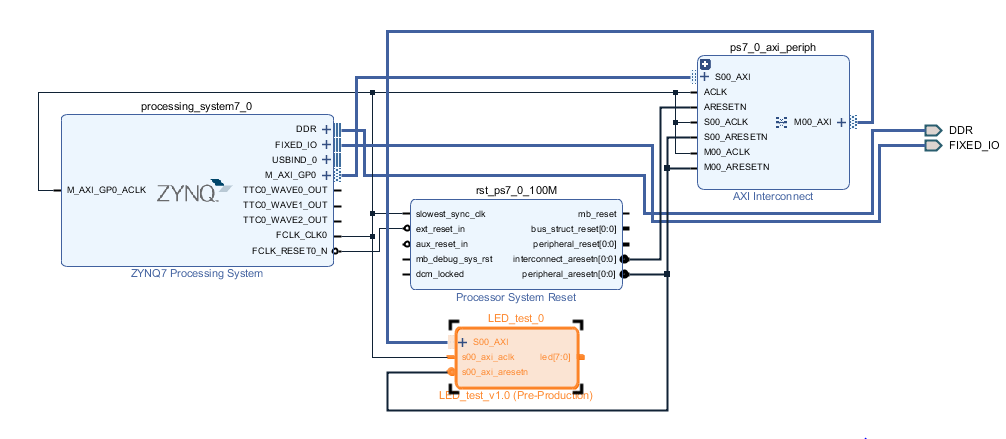 ps7_0_axi_periph
S00_AXI
ACLK
ARESETN
S00_ACLK
M00_AXI
S00_ARESETN
M00_ACLK
M00_ARESETN
AXI Interconnect
DDR
FIXED_IO
processing_system7_0
DDR
FIXED_IO
USBIND_0
M_AXI_GP0
M_AXI_GP0_ACLK
ZYNQ
TTC0_WAVE0_OUT
TTC0_WAVE1_OUT
TTC0_WAVE2_OUT
FCLK_CLK0
FCLK_RESET0_N
ZYNQ7 Processing System
rst_ps7_0_100M
slowest_sync_clk
mb_reset
ext_reset_in
bus_struct_reset[0:0]
aux_reset_in
peripheral_reset[0:0]
mb_debug_sys_rst
interconnect_aresetn[0:0]
dcm_locked
peripheral_aresetn[0:0]
Processor System Reset
LED_test_0
S00_AXI
s00_axi_aclk
led[7:0]
s00_axi_aresetn
LED_test_v1.0 (Pre-Production)